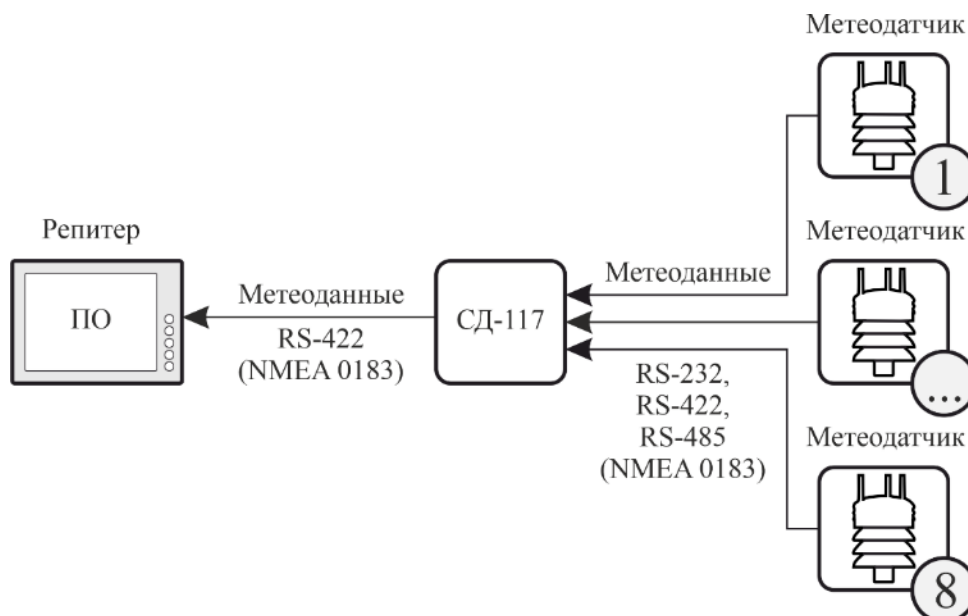 Метеодатчик
1
Репитер
ПО
Метеоданные
RS-422
(NMEA 0183)
СД-117
Метеоданные
RS-232,
RS-422,
RS-485
(NMEA 0183)
Метеодатчик
...
Метеодатчик
8